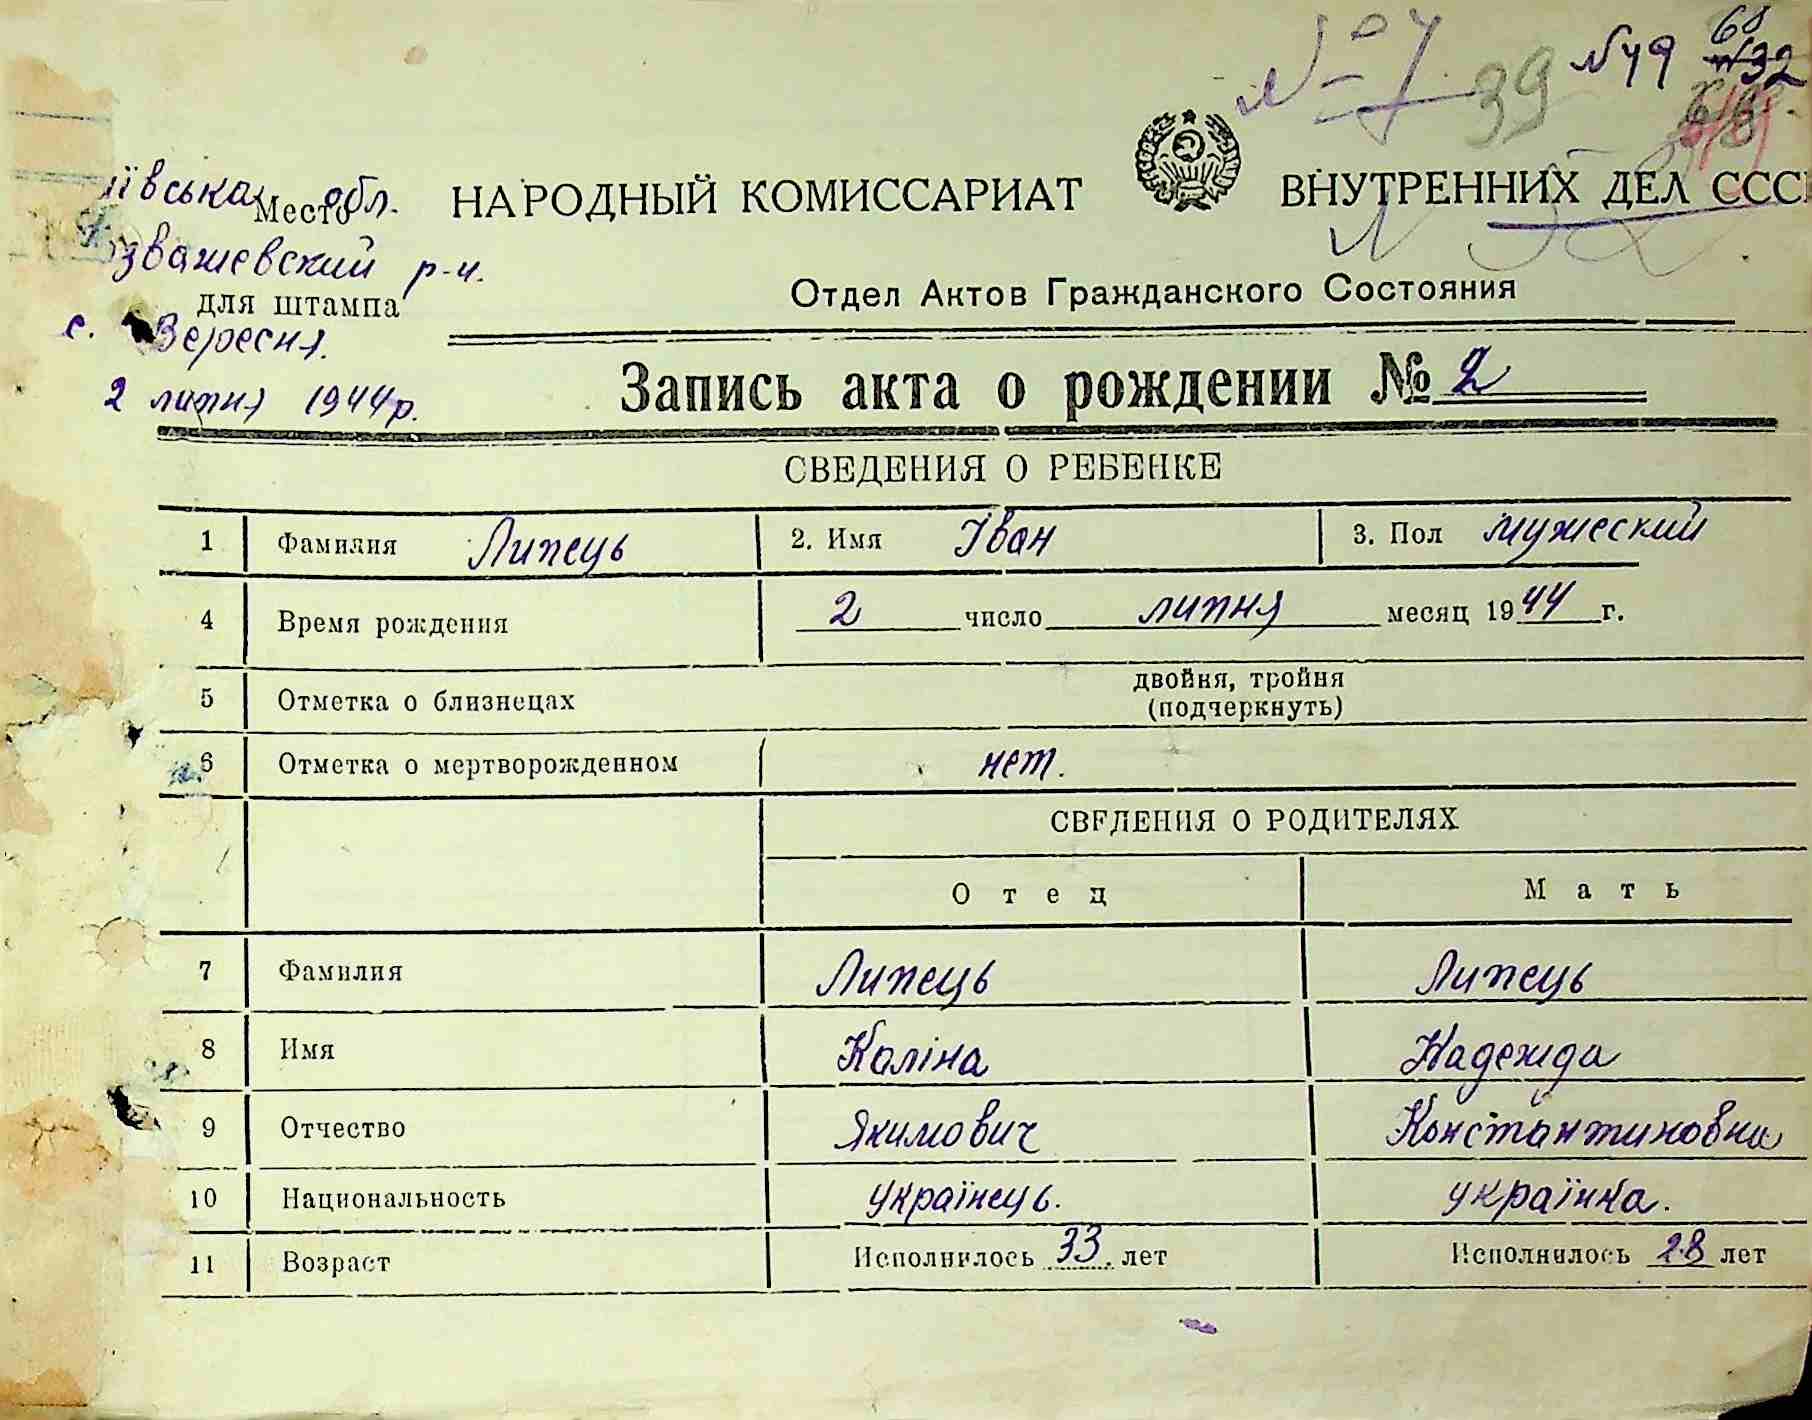 № 7 39 №49 68
№32
ївська обл. Место НАРОДНЫЙ КОМИССАРИАТ ВНУТРЕННИХ ДЕЛ СССР
звашевский р-н.
для штампа Отдел Актов Гражданского Состояния
с. Вересня.
2 липня 1944р. Запись акта о рождении № 2
СВЕДЕНИЯ О РЕБЕНКЕ
1 Фамилия Липець 2. Имя Іван 3. Пол мужеский
4 Время рождения 2 число липня месяц 1944 г.
5 Отметка о близнецах двойня, тройня
(подчеркнуть)
6 Отметка о мертворожденном нет.
СВЕДЕНИЯ О РОДИТЕЛЯХ
Отец Мать
7 Фамилия Липець Липець
8 Имя Каліна Надежда
9 Отчество Якимович Константиновна
10 Национальность українець. українка.
11 Возраст Исполнилось 33 лет Исполнилось 28 лет